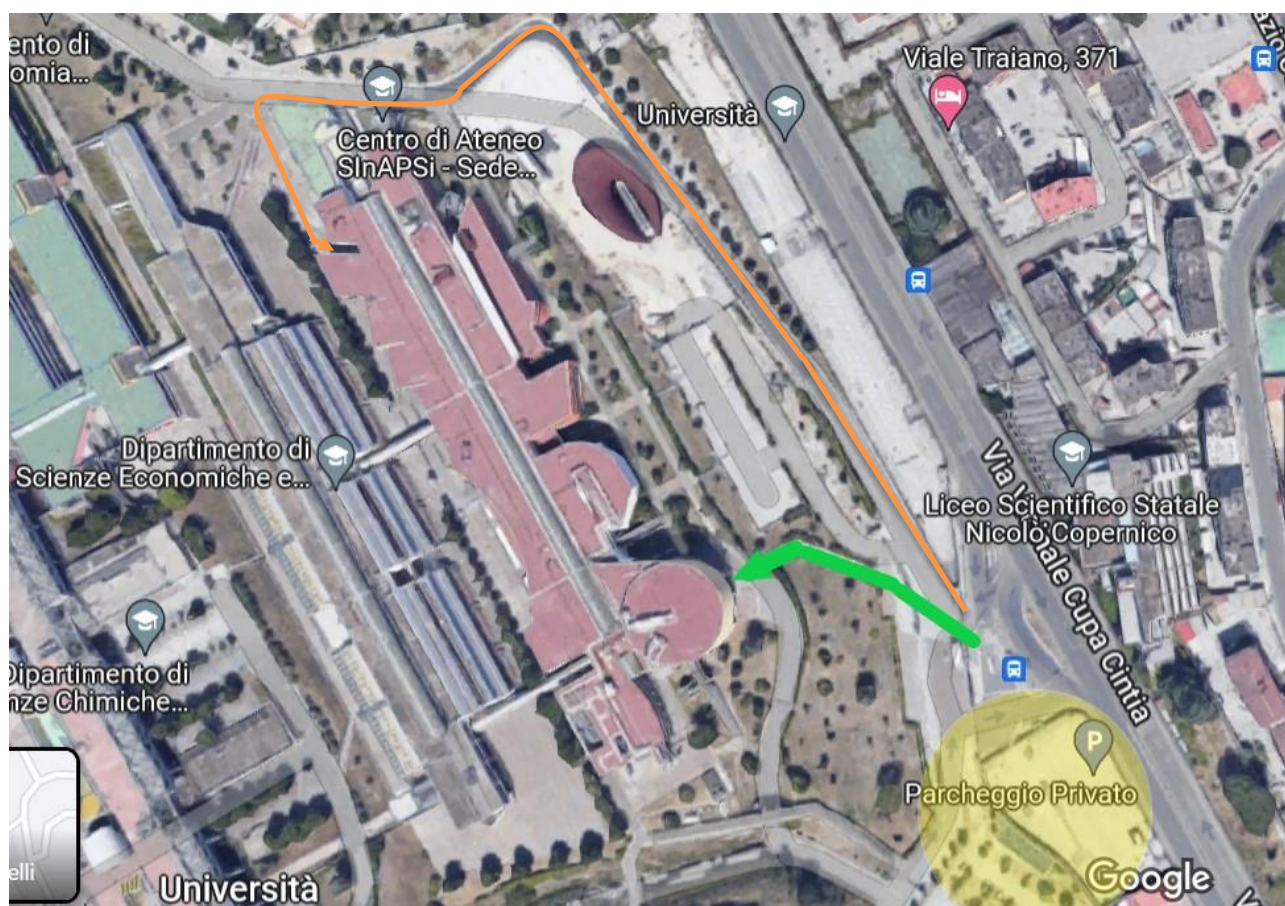 ento di
omia...
Viale Traiano, 371
Università
Centro di Ateneo
SInAPSi - Sede...
Dipartimento di
Scienze Economiche e...
Liceo Scientifico Statale
Nicolò Copernico
Via Vicinale Cupa Cintia
Dipartimento di
nze Chimiche...
P
Parcheggio Privato
elli
Università
Google